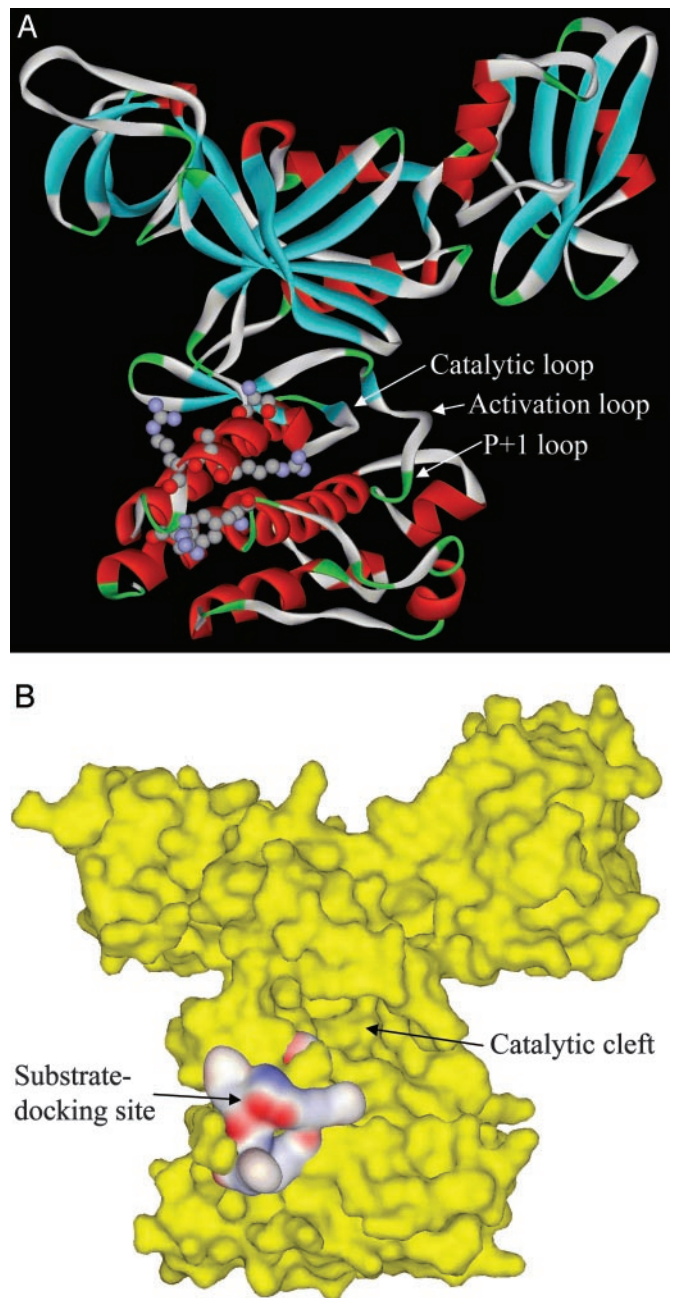 A
Catalytic loop
Activation loop
P+1 loop
B
Catalytic cleft
Substrate-
docking site